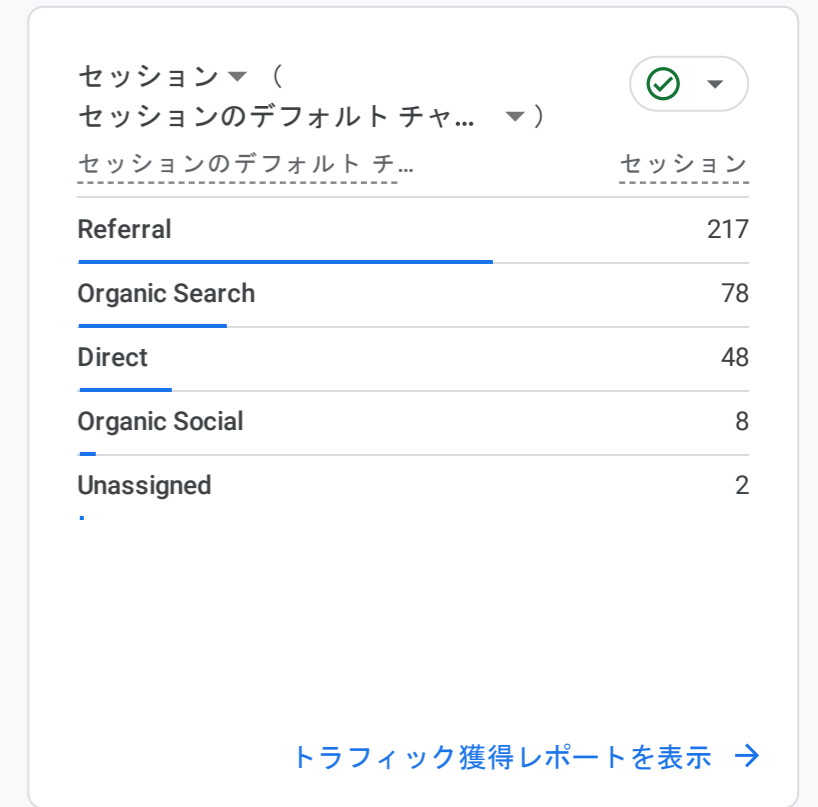 セッション (
セッションのデフォルト チャ... )
セッションのデフォルト チ... セッション
Referral 217
Organic Search 78
Direct 48
Organic Social 8
Unassigned 2
トラフィック獲得レポートを表示